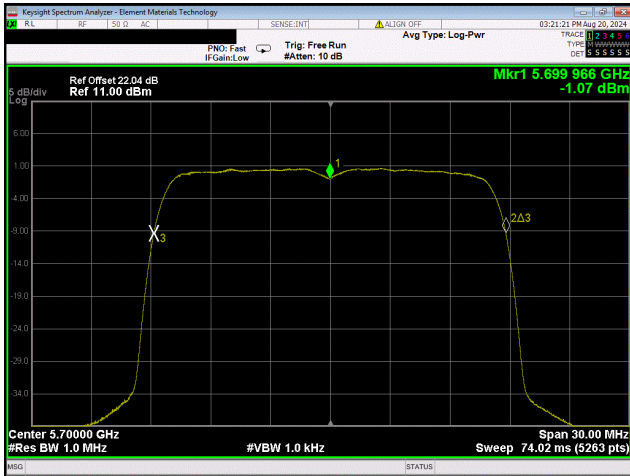 Keysight Spectrum Analyzer - Element Materials Technology
RL RF 50 Ω AC SENSE:INT ALIGN OFF 03:21:21 PM Aug 20, 2024
Avg Type: Log-Pwr
TRACE 1 2 3 4 5 6
PNO: Fast Trig: Free Run TYPE M W W W W W
IFGain:Low #Atten: 10 dB DET S S S S S S
Mkr1 5.699 966 GHz
Ref Offset 22.04 dB
5 dB/div Ref 11.00 dBm -1.07 dBm
Log
6.00
1.00
1
-4.00
2Δ3
-9.00
3
-14.0
-19.0
-24.0
-29.0
-34.0
Center 5.70000 GHz Span 30.00 MHz
#Res BW 1.0 MHz #VBW 1.0 kHz Sweep 74.02 ms (5263 pts)
MSG STATUS